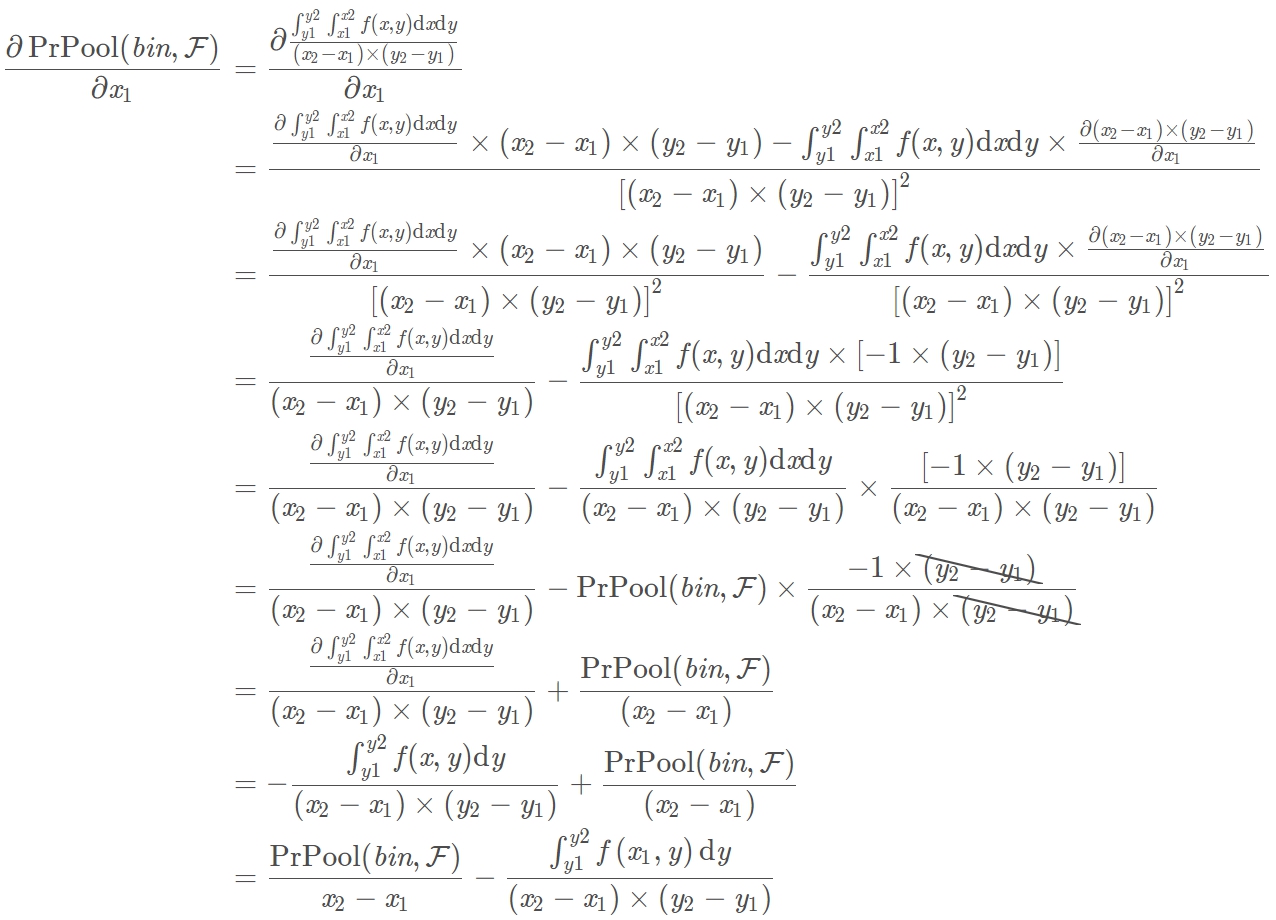 \frac{\partial \operatorname{PrPool}(bin, \mathcal{F})}{\partial x_1} = \frac{\partial \frac{\int_{y1}^{y2} \int_{x1}^{x2} f(x,y) \mathrm{d}x \mathrm{d}y}{(x_2 - x_1) \times (y_2 - y_1)}}{\partial x_1}
= \frac{\frac{\partial \int_{y1}^{y2} \int_{x1}^{x2} f(x,y) \mathrm{d}x \mathrm{d}y}{\partial x_1} \times (x_2 - x_1) \times (y_2 - y_1) - \int_{y1}^{y2} \int_{x1}^{x2} f(x, y) \mathrm{d}x \mathrm{d}y \times \frac{\partial (x_2 - x_1) \times (y_2 - y_1)}{\partial x_1}}{[(x_2 - x_1) \times (y_2 - y_1)]^2}
= \frac{\frac{\partial \int_{y1}^{y2} \int_{x1}^{x2} f(x,y) \mathrm{d}x \mathrm{d}y}{\partial x_1} \times (x_2 - x_1) \times (y_2 - y_1)}{[(x_2 - x_1) \times (y_2 - y_1)]^2} - \frac{\int_{y1}^{y2} \int_{x1}^{x2} f(x, y) \mathrm{d}x \mathrm{d}y \times \frac{\partial (x_2 - x_1) \times (y_2 - y_1)}{\partial x_1}}{[(x_2 - x_1) \times (y_2 - y_1)]^2}
= \frac{\frac{\partial \int_{y1}^{y2} \int_{x1}^{x2} f(x,y) \mathrm{d}x \mathrm{d}y}{\partial x_1}}{(x_2 - x_1) \times (y_2 - y_1)} - \frac{\int_{y1}^{y2} \int_{x1}^{x2} f(x, y) \mathrm{d}x \mathrm{d}y \times [-1 \times (y_2 - y_1)]}{[(x_2 - x_1) \times (y_2 - y_1)]^2}
= \frac{\frac{\partial \int_{y1}^{y2} \int_{x1}^{x2} f(x,y) \mathrm{d}x \mathrm{d}y}{\partial x_1}}{(x_2 - x_1) \times (y_2 - y_1)} - \frac{\int_{y1}^{y2} \int_{x1}^{x2} f(x, y) \mathrm{d}x \mathrm{d}y}{(x_2 - x_1) \times (y_2 - y_1)} \times \frac{[-1 \times (y_2 - y_1)]}{(x_2 - x_1) \times (y_2 - y_1)}
= \frac{\frac{\partial \int_{y1}^{y2} \int_{x1}^{x2} f(x,y) \mathrm{d}x \mathrm{d}y}{\partial x_1}}{(x_2 - x_1) \times (y_2 - y_1)} - \operatorname{PrPool}(bin, \mathcal{F}) \times \frac{-1 \times \cancel{(y_2 - y_1)}}{(x_2 - x_1) \times \cancel{(y_2 - y_1)}}
= \frac{\frac{\partial \int_{y1}^{y2} \int_{x1}^{x2} f(x,y) \mathrm{d}x \mathrm{d}y}{\partial x_1}}{(x_2 - x_1) \times (y_2 - y_1)} + \frac{\operatorname{PrPool}(bin, \mathcal{F})}{(x_2 - x_1)}
= -\frac{\int_{y1}^{y2} f(x, y) \mathrm{d}y}{(x_2 - x_1) \times (y_2 - y_1)} + \frac{\operatorname{PrPool}(bin, \mathcal{F})}{(x_2 - x_1)}
= \frac{\operatorname{PrPool}(bin, \mathcal{F})}{x_2 - x_1} - \frac{\int_{y1}^{y2} f(x_1, y) \mathrm{d}y}{(x_2 - x_1) \times (y_2 - y_1)}